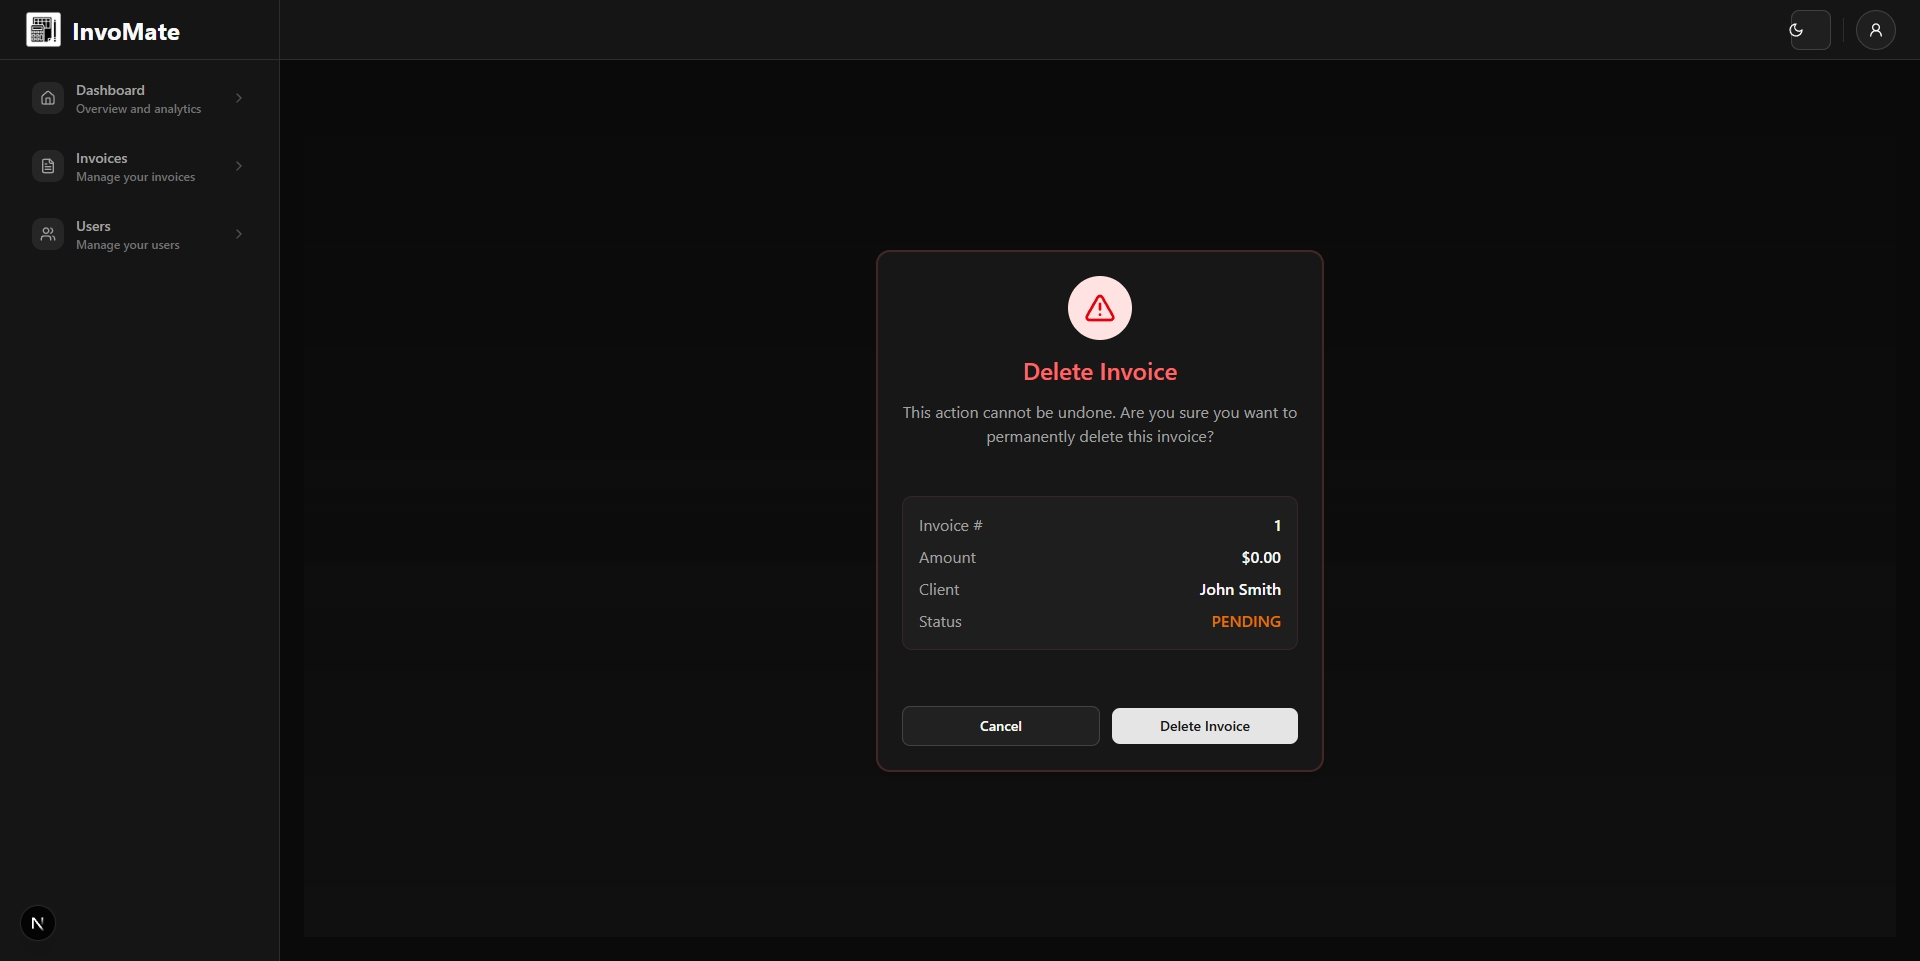 InvoMate
Dashboard
Overview and analytics
Invoices
Manage your invoices
Users
Manage your users
Delete Invoice
This action cannot be undone. Are you sure you want to
permanently delete this invoice?
Invoice # 1
Amount $0.00
Client John Smith
Status PENDING
Cancel Delete Invoice
N